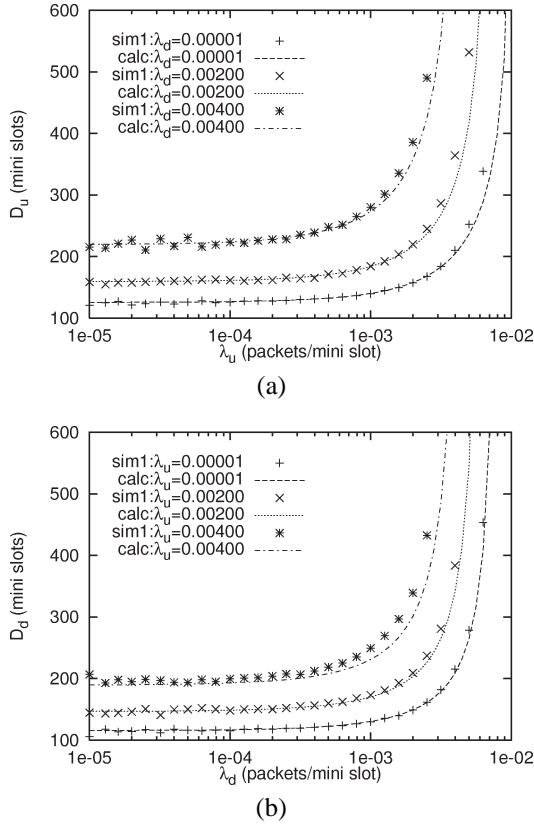 600
500
400
300
200
100
D_u (mini slots)
sim1:λ_d=0.00001
calc:λ_d=0.00001
sim1:λ_d=0.00200
calc:λ_d=0.00200
sim1:λ_d=0.00400
calc:λ_d=0.00400
1e-05 1e-04 1e-03 1e-02
λ_u (packets/mini slot)
(a)
600
500
400
300
200
100
D_d (mini slots)
sim1:λ_u=0.00001
calc:λ_u=0.00001
sim1:λ_u=0.00200
calc:λ_u=0.00200
sim1:λ_u=0.00400
calc:λ_u=0.00400
1e-05 1e-04 1e-03 1e-02
λ_d (packets/mini slot)
(b)